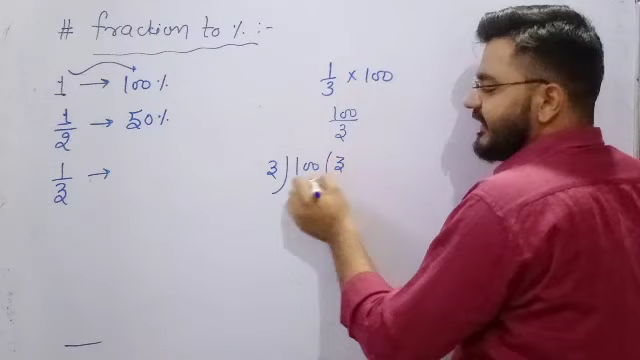 # fraction to % :-
1 → 100%
1/2 → 50%
1/3 →
1/3 × 100
100/3
3 ) 100 ( 3